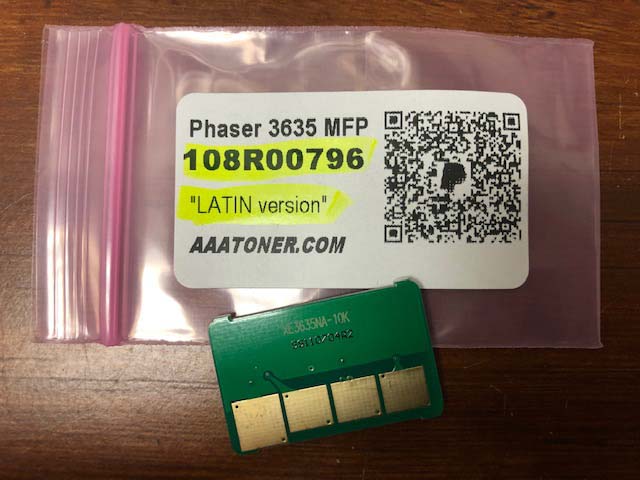 Phaser 3635 MFP
108R00796
"LATIN version"
AAATONER.COM
XE3635NA-10K